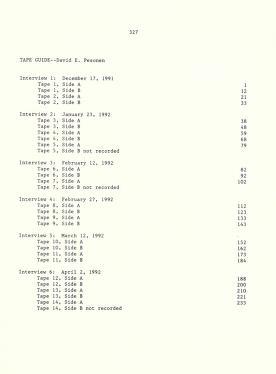 327
TAPE GUIDE--David E. Pesonen
Interview 1: December 17, 1991
Tape 1, Side A 1
Tape 1, Side B 12
Tape 2, Side A 21
Tape 2, Side B 33
Interview 2: January 23, 1992
Tape 3, Side A 38
Tape 3, Side B 48
Tape 4, Side A 59
Tape 4, Side B 68
Tape 5, Side A 79
Tape 5, Side B not recorded
Interview 3: February 12, 1992
Tape 6, Side A 82
Tape 6, Side B 92
Tape 7, Side A 102
Tape 7, Side B not recorded
Interview 4: February 27, 1992
Tape 8, Side A 112
Tape 8, Side B 123
Tape 9, Side A 133
Tape 9, Side B 143
Interview 5: March 12, 1992
Tape 10, Side A 152
Tape 10, Side B 162
Tape 11, Side A 173
Tape 11, Side B 184
Interview 6: April 2, 1992
Tape 12, Side A 188
Tape 12, Side B 200
Tape 13, Side A 210
Tape 13, Side B 221
Tape 14, Side A 233
Tape 14, Side B not recorded